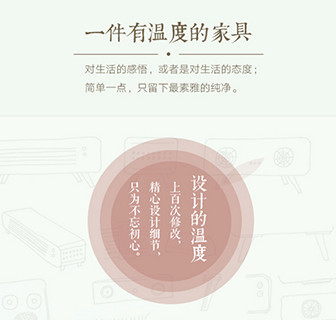 一件有温度的家具
对生活的感悟，或者是对生活的态度；
简单一点，只留下最素雅的纯净。
设计的温度
上百次修改，
精心设计细节，
只为不忘初心。